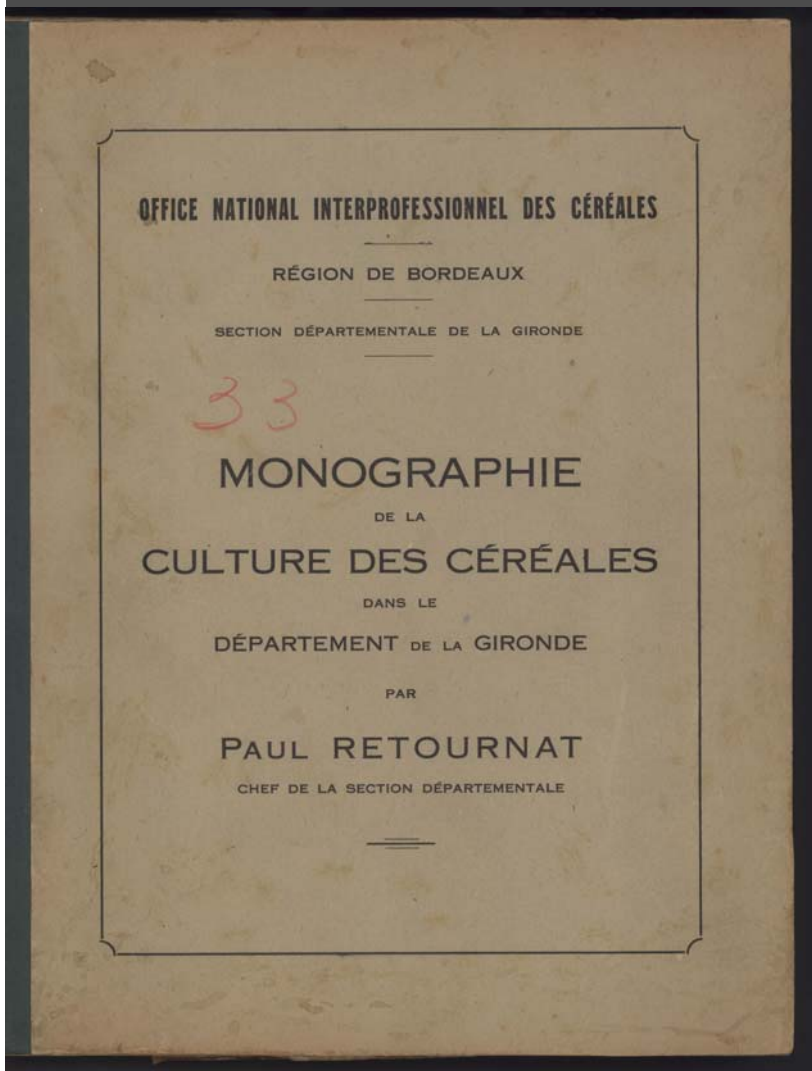 OFFICE NATIONAL INTERPROFESSIONNEL DES CÉRÉALES
RÉGION DE BORDEAUX
SECTION DÉPARTEMENTALE DE LA GIRONDE
33
MONOGRAPHIE
DE LA
CULTURE DES CÉRÉALES
DANS LE
DÉPARTEMENT DE LA GIRONDE
PAR
PAUL RETOURNAT
CHEF DE LA SECTION DÉPARTEMENTALE